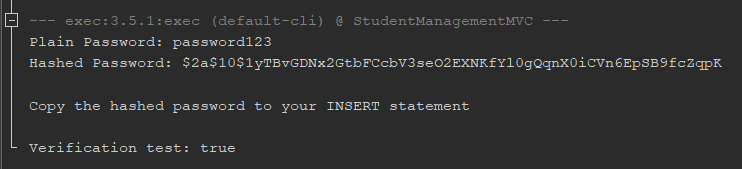 --- exec:3.5.1:exec (default-cli) @ StudentManagementMVC ---
Plain Password: password123
Hashed Password: $2a$10$1yTBvGDNx2GtbFCcbV3seO2EXNKfYl0gQqnX0iCVn6EpSB9fcZqpK
Copy the hashed password to your INSERT statement
Verification test: true